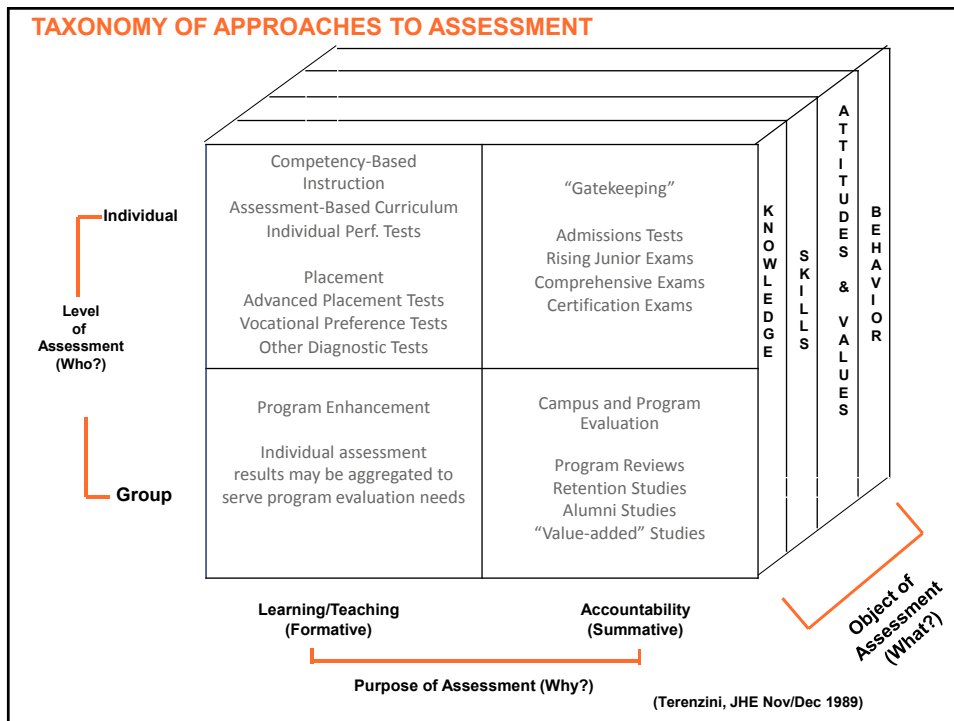 TAXONOMY OF APPROACHES TO ASSESSMENT
Competency-Based
Instruction
Assessment-Based Curriculum
Individual Perf. Tests
Placement
Advanced Placement Tests
Vocational Preference Tests
Other Diagnostic Tests
“Gatekeeping”
Admissions Tests
Rising Junior Exams
Comprehensive Exams
Certification Exams
Program Enhancement
Individual assessment
results may be aggregated to
serve program evaluation needs
Campus and Program
Evaluation
Program Reviews
Retention Studies
Alumni Studies
“Value-added” Studies
KNOWLEDGE
SKILLS
ATTITUDES & VALUES
BEHAVIOR
Individual
Level
of
Assessment
(Who?)
Group
Learning/Teaching
(Formative)
Accountability
(Summative)
Purpose of Assessment (Why?)
Object of
Assessment
(What?)
(Terenzini, JHE Nov/Dec 1989)